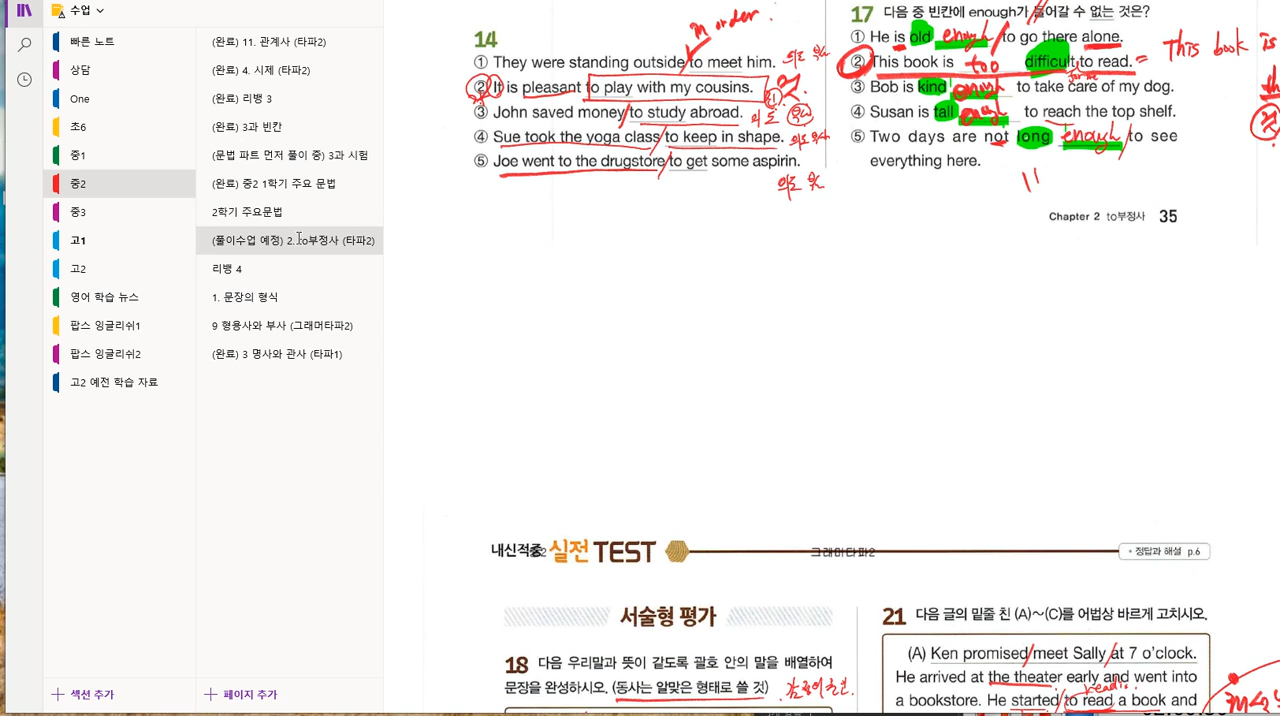 수업
빠른 노트
상담
One
초6
중1
중2
중3
고1
고2
영어 학습 뉴스
팝스 잉글리쉬1
팝스 잉글리쉬2
고2 예전 학습 자료
섹션 추가
(완료) 11. 관계사 (타파2)
(완료) 4. 시제 (타파2)
(완료) 리뱅 3
(완료) 3과 빈칸
(문법 파트 먼저 풀이 중) 3과 시험
(완료) 중2 1학기 주요 문법
2학기 주요문법
(풀이수업 예정) 2. to부정사 (타파2)
리뱅 4
1. 문장의 형식
9 형용사와 부사 (그래머타파2)
(완료) 3 명사와 관사 (타파1)
페이지 추가
in order
14
① They were standing outside to meet him.
② It is pleasant to play with my cousins.
③ John saved money to study abroad.
④ Sue took the yoga class to keep in shape.
⑤ Joe went to the drugstore to get some aspirin.
17 다음 중 빈칸에 enough가 들어갈 수 없는 것은?
① He is old enough to go there alone.
② This book is too difficult to read. = This book is
for me
③ Bob is kind enough to take care of my dog.
④ Susan is tall enough to reach the top shelf.
⑤ Two days are not long enough to see
everything here.
Chapter 2 to부정사 35
내신적중 실전 TEST
그래머타파2
정답과 해설 p.6
서술형 평가
18 다음 우리말과 뜻이 같도록 괄호 안의 말을 배열하여
문장을 완성하시오. (동사는 알맞은 형태로 쓸 것)
21 다음 글의 밑줄 친 (A)~(C)를 어법상 바르게 고치시오.
(A) Ken promised meet Sally at 7 o'clock.
He arrived at the theater early and went into
a bookstore. He started to read a book and